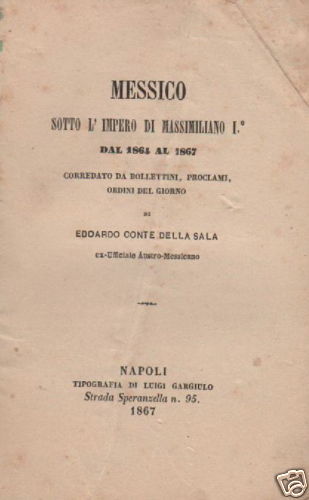 MESSICO
SOTTO L' IMPERO DI MASSIMILIANO I.°
DAL 1864 AL 1867
CORREDATO DA BOLLETTINI, PROCLAMI,
ORDINI DEL GIORNO
DI
EDOARDO CONTE DELLA SALA
ex-Ufficiale Austro-Messicano
NAPOLI
TIPOGRAFIA DI LUIGI GARGIULO
Strada Speranzella n. 95.
1867